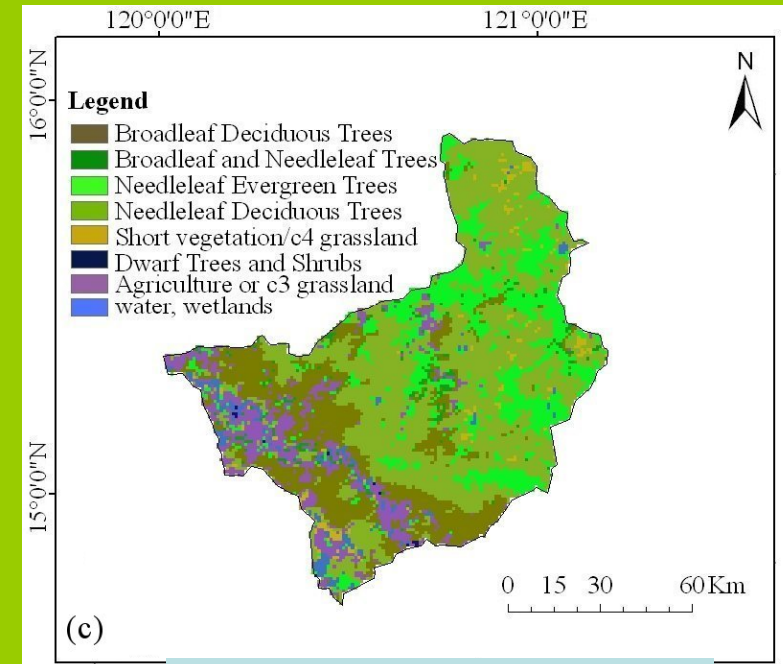 120°0'0"E 121°0'0"E
16°0'0"N
N
Legend
Broadleaf Deciduous Trees
Broadleaf and Needleleaf Trees
Needleleaf Evergreen Trees
Needleleaf Deciduous Trees
Short vegetation/c4 grassland
Dwarf Trees and Shrubs
Agriculture or c3 grassland
water, wetlands
15°0'0"N
0 15 30 60 Km
(c)